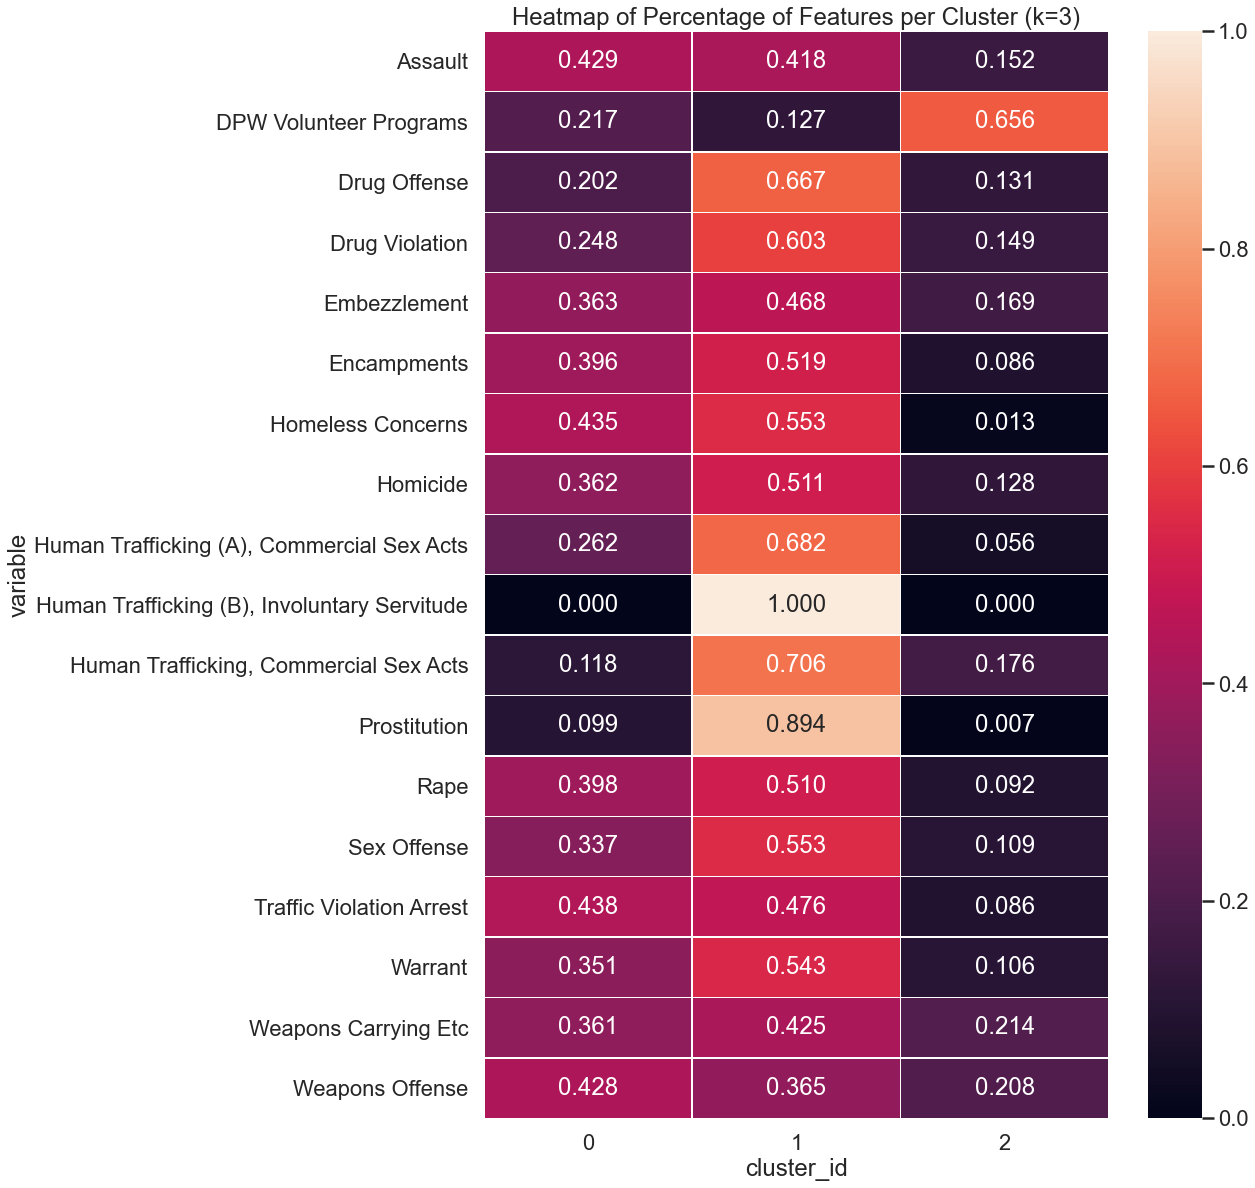 Heatmap of Percentage of Features per Cluster (k=3)
Assault 0.429 0.418 0.152
DPW Volunteer Programs 0.217 0.127 0.656
Drug Offense 0.202 0.667 0.131
Drug Violation 0.248 0.603 0.149
Embezzlement 0.363 0.468 0.169
Encampments 0.396 0.519 0.086
Homeless Concerns 0.435 0.553 0.013
Homicide 0.362 0.511 0.128
Human Trafficking (A), Commercial Sex Acts 0.262 0.682 0.056
Human Trafficking (B), Involuntary Servitude 0.000 1.000 0.000
Human Trafficking, Commercial Sex Acts 0.118 0.706 0.176
Prostitution 0.099 0.894 0.007
Rape 0.398 0.510 0.092
Sex Offense 0.337 0.553 0.109
Traffic Violation Arrest 0.438 0.476 0.086
Warrant 0.351 0.543 0.106
Weapons Carrying Etc 0.361 0.425 0.214
Weapons Offense 0.428 0.365 0.208
0 1 2
cluster_id
variable
1.0
0.8
0.6
0.4
0.2
0.0